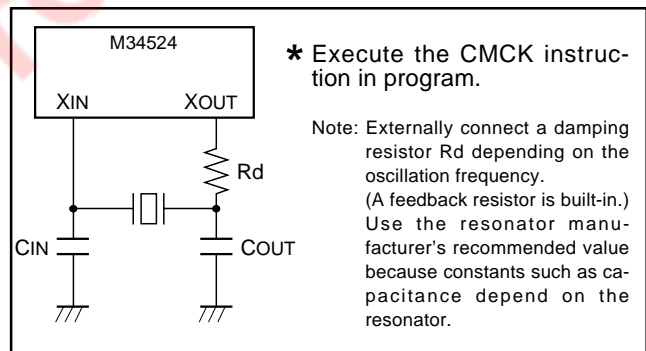 M34524
XIN
XOUT
Rd
CIN
COUT
* Execute the CMCK instruc-
tion in program.
Note: Externally connect a damping
resistor Rd depending on the
oscillation frequency.
(A feedback resistor is built-in.)
Use the resonator manu-
facturer's recommended value
because constants such as ca-
pacitance depend on the
resonator.